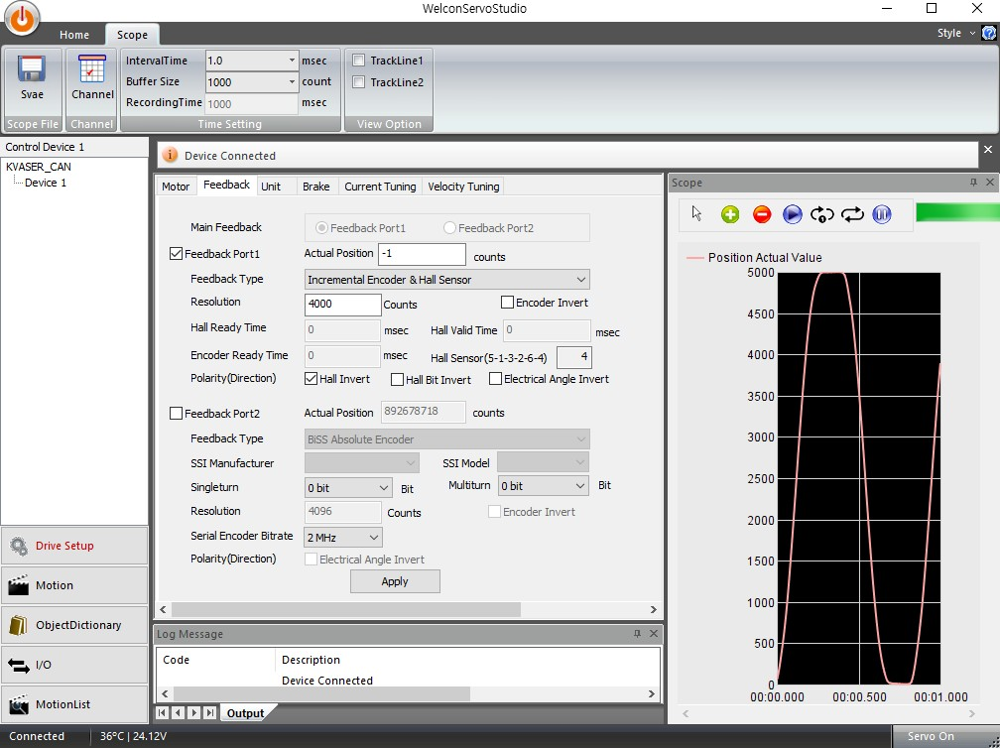 WelconServoStudio
Home Scope Style
IntervalTime 1.0 msec TrackLine1
Buffer Size 1000 count TrackLine2
Svae Channel RecordingTime 1000 msec
Scope File Channel Time Setting View Option
Control Device 1
KVASER_CAN
Device 1
Device Connected
Motor Feedback Unit Brake Current Tuning Velocity Tuning
Main Feedback Feedback Port1 Feedback Port2
Feedback Port1 Actual Position -1 counts
Feedback Type Incremental Encoder & Hall Sensor
Resolution 4000 Counts Encoder Invert
Hall Ready Time 0 msec Hall Valid Time 0 msec
Encoder Ready Time 0 msec Hall Sensor(5-1-3-2-6-4) 4
Polarity(Direction) Hall Invert Hall Bit Invert Electrical Angle Invert
Feedback Port2 Actual Position 892678718 counts
Feedback Type BiSS Absolute Encoder
SSI Manufacturer SSI Model
Singleturn 0 bit Bit Multiturn 0 bit Bit
Resolution 4096 Counts Encoder Invert
Serial Encoder Bitrate 2 MHz
Polarity(Direction) Electrical Angle Invert
Apply
Scope
Position Actual Value
5000
4500
4000
3500
3000
2500
2000
1500
1000
500
0
00:00.000 00:00.500 00:01.000
Drive Setup
Motion
ObjectDictionary
I/O
MotionList
Log Message
Code Description
Device Connected
Output
Connected 36°C | 24.12V Servo On